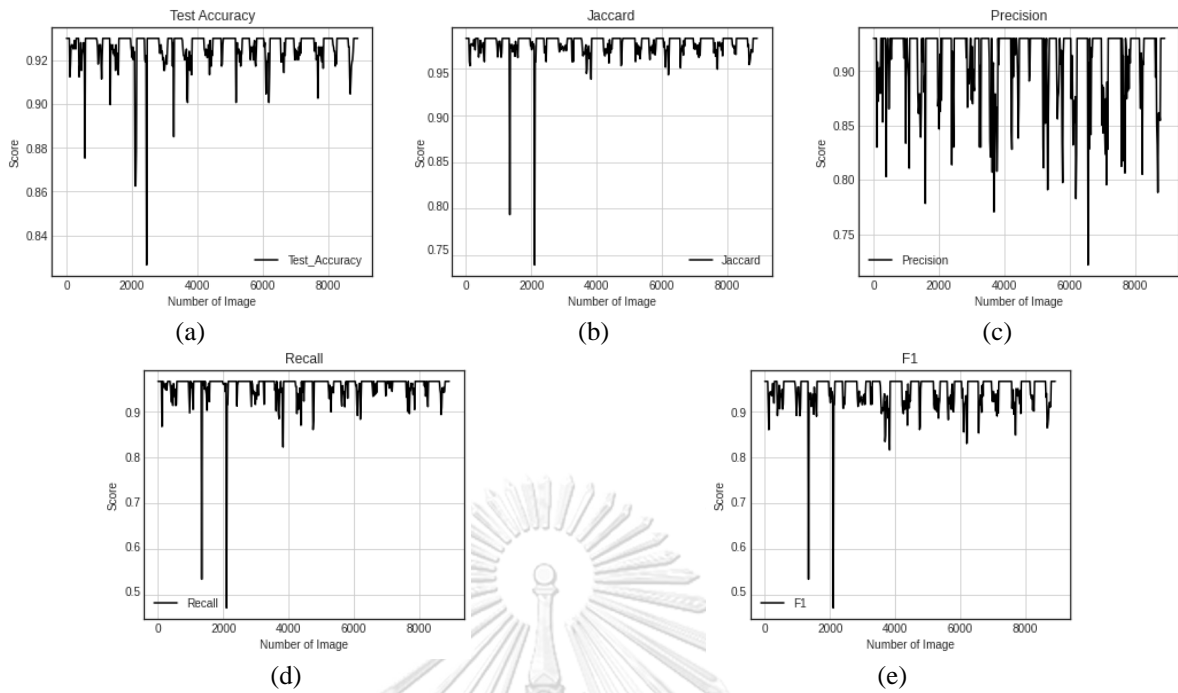 Test Accuracy
0.92
0.90
0.88
0.86
0.84
Score
Test_Accuracy
0 2000 4000 6000 8000
Number of Image
(a)
Jaccard
0.95
0.90
0.85
0.80
0.75
Score
Jaccard
0 2000 4000 6000 8000
Number of Image
(b)
Precision
0.90
0.85
0.80
0.75
Score
Precision
0 2000 4000 6000 8000
Number of Image
(c)
Recall
0.9
0.8
0.7
0.6
0.5
Score
Recall
0 2000 4000 6000 8000
Number of Image
(d)
F1
0.9
0.8
0.7
0.6
0.5
Score
F1
0 2000 4000 6000 8000
Number of Image
(e)